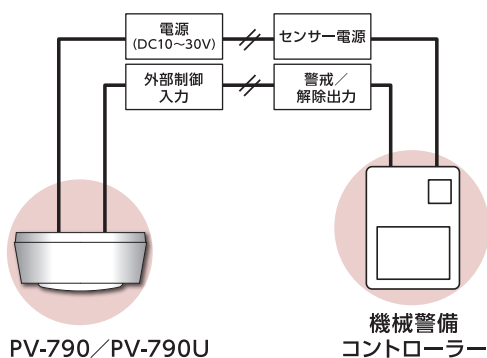 電源
(DC10～30V)
センサー電源
外部制御
入力
警戒／
解除出力
PV-790／PV-790U
機械警備
コントローラー